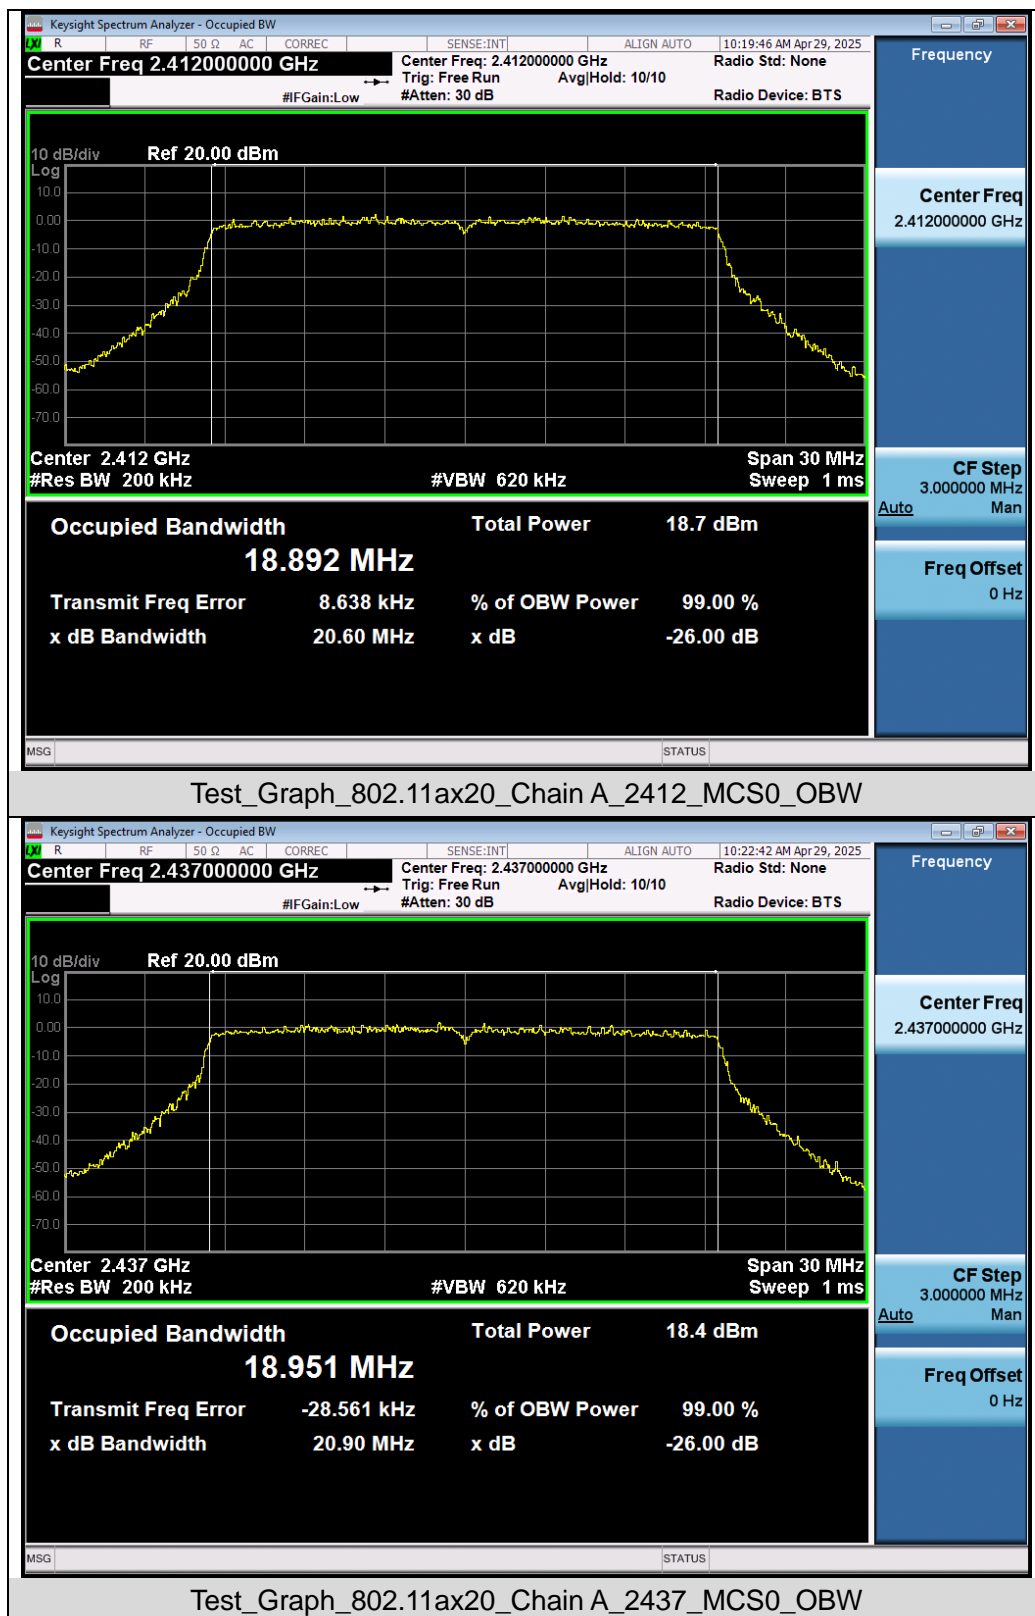 Keysight Spectrum Analyzer - Occupied BW
LXI R RF 50 Ω AC CORREC SENSE:INT ALIGN AUTO 10:19:46 AM Apr 29, 2025
Center Freq 2.412000000 GHz
Center Freq: 2.412000000 GHz
Radio Std: None
Trig: Free Run Avg|Hold: 10/10
#IFGain:Low
#Atten: 30 dB
Radio Device: BTS
Frequency
10 dB/div Ref 20.00 dBm
Log
10.0
0.00
-10.0
-20.0
-30.0
-40.0
-50.0
-60.0
-70.0
Center Freq
2.412000000 GHz
Center 2.412 GHz
Span 30 MHz
#Res BW 200 kHz
#VBW 620 kHz
Sweep 1 ms
CF Step
3.000000 MHz
Auto Man
Freq Offset
0 Hz
Occupied Bandwidth
Total Power 18.7 dBm
18.892 MHz
Transmit Freq Error 8.638 kHz
% of OBW Power 99.00 %
x dB Bandwidth 20.60 MHz
x dB -26.00 dB
MSG
STATUS
Test_Graph_802.11ax20_Chain A_2412_MCS0_OBW
Keysight Spectrum Analyzer - Occupied BW
LXI R RF 50 Ω AC CORREC SENSE:INT ALIGN AUTO 10:22:42 AM Apr 29, 2025
Center Freq 2.437000000 GHz
Center Freq: 2.437000000 GHz
Radio Std: None
Trig: Free Run Avg|Hold: 10/10
#IFGain:Low
#Atten: 30 dB
Radio Device: BTS
Frequency
10 dB/div Ref 20.00 dBm
Log
10.0
0.00
-10.0
-20.0
-30.0
-40.0
-50.0
-60.0
-70.0
Center Freq
2.437000000 GHz
Center 2.437 GHz
Span 30 MHz
#Res BW 200 kHz
#VBW 620 kHz
Sweep 1 ms
CF Step
3.000000 MHz
Auto Man
Freq Offset
0 Hz
Occupied Bandwidth
Total Power 18.4 dBm
18.951 MHz
Transmit Freq Error -28.561 kHz
% of OBW Power 99.00 %
x dB Bandwidth 20.90 MHz
x dB -26.00 dB
MSG
STATUS
Test_Graph_802.11ax20_Chain A_2437_MCS0_OBW